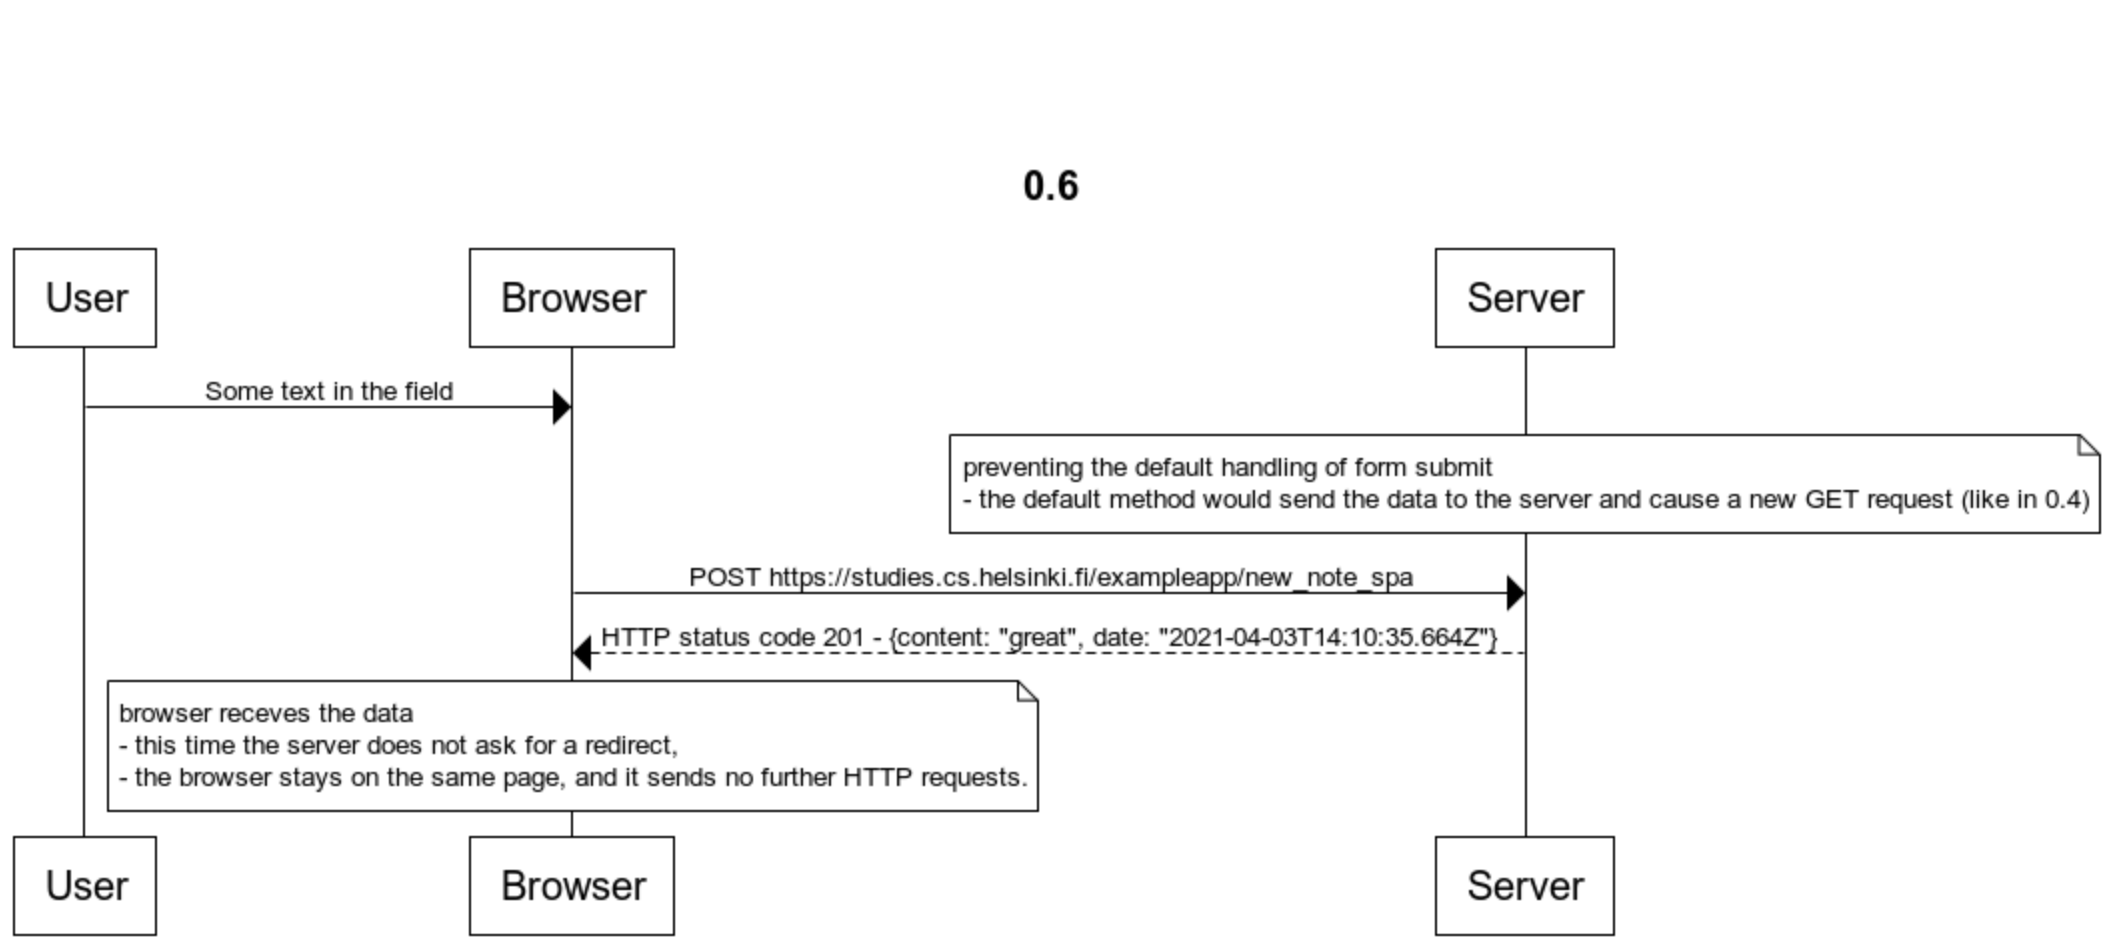 0.6
User
Browser
Server
Some text in the field
preventing the default handling of form submit
- the default method would send the data to the server and cause a new GET request (like in 0.4)
POST https://studies.cs.helsinki.fi/exampleapp/new_note_spa
HTTP status code 201 - {content: "great", date: "2021-04-03T14:10:35.664Z"}
browser receves the data
- this time the server does not ask for a redirect,
- the browser stays on the same page, and it sends no further HTTP requests.
User
Browser
Server